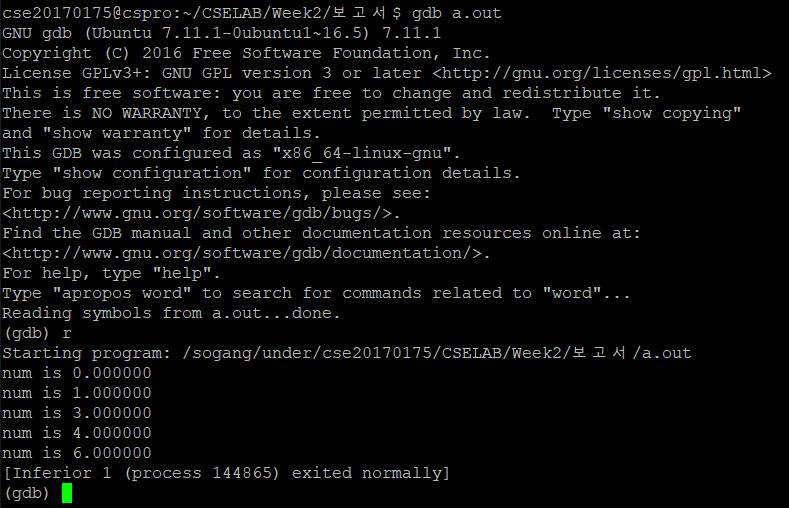 cse20170175@cspro:~/CSELAB/Week2/보고서$ gdb a.out
GNU gdb (Ubuntu 7.11.1-0ubuntu1~16.5) 7.11.1
Copyright (C) 2016 Free Software Foundation, Inc.
License GPLv3+: GNU GPL version 3 or later <http://gnu.org/licenses/gpl.html>
This is free software: you are free to change and redistribute it.
There is NO WARRANTY, to the extent permitted by law.  Type "show copying"
and "show warranty" for details.
This GDB was configured as "x86_64-linux-gnu".
Type "show configuration" for configuration details.
For bug reporting instructions, please see:
<http://www.gnu.org/software/gdb/bugs/>.
Find the GDB manual and other documentation resources online at:
<http://www.gnu.org/software/gdb/documentation/>.
For help, type "help".
Type "apropos word" to search for commands related to "word"...
Reading symbols from a.out...done.
(gdb) r
Starting program: /sogang/under/cse20170175/CSELAB/Week2/보고서/a.out
num is 0.000000
num is 1.000000
num is 3.000000
num is 4.000000
num is 6.000000
[Inferior 1 (process 144865) exited normally]
(gdb)